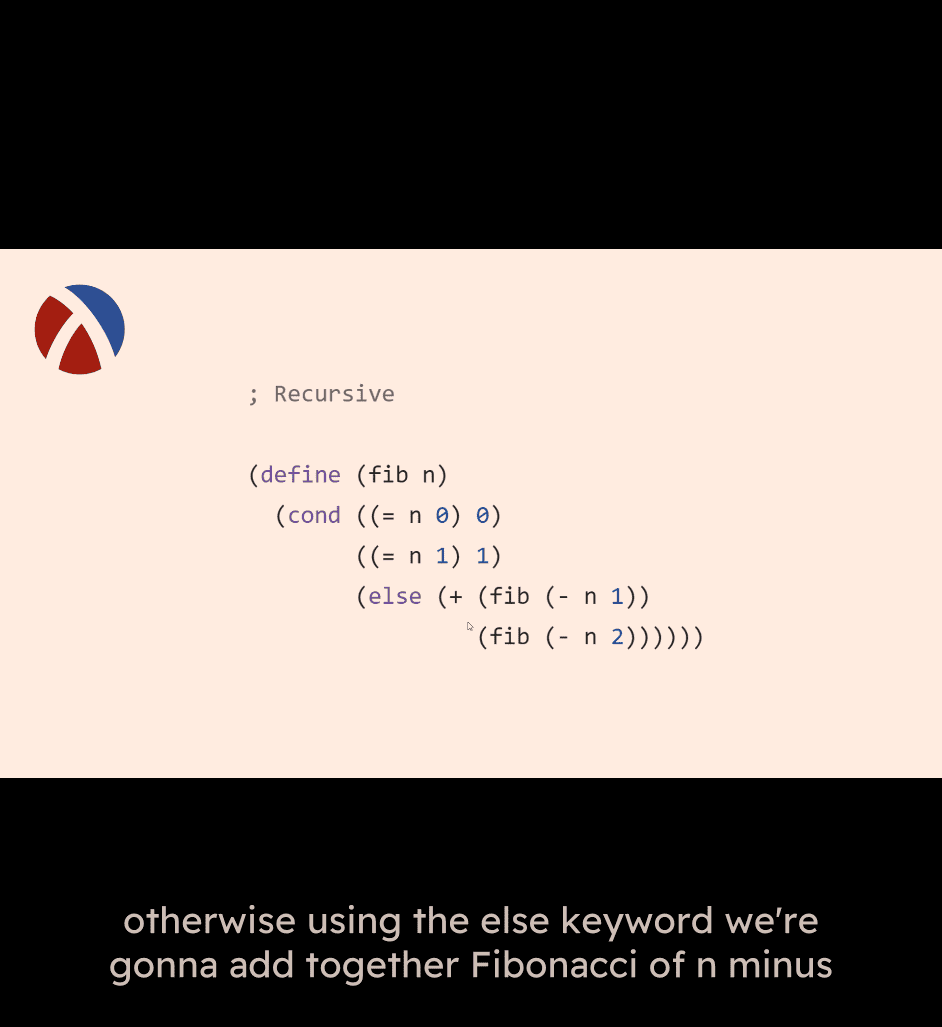 ; Recursive
(define (fib n)
(cond ((= n 0) 0)
((= n 1) 1)
(else (+ (fib (- n 1))
(fib (- n 2))))))
otherwise using the else keyword we're
gonna add together Fibonacci of n minus